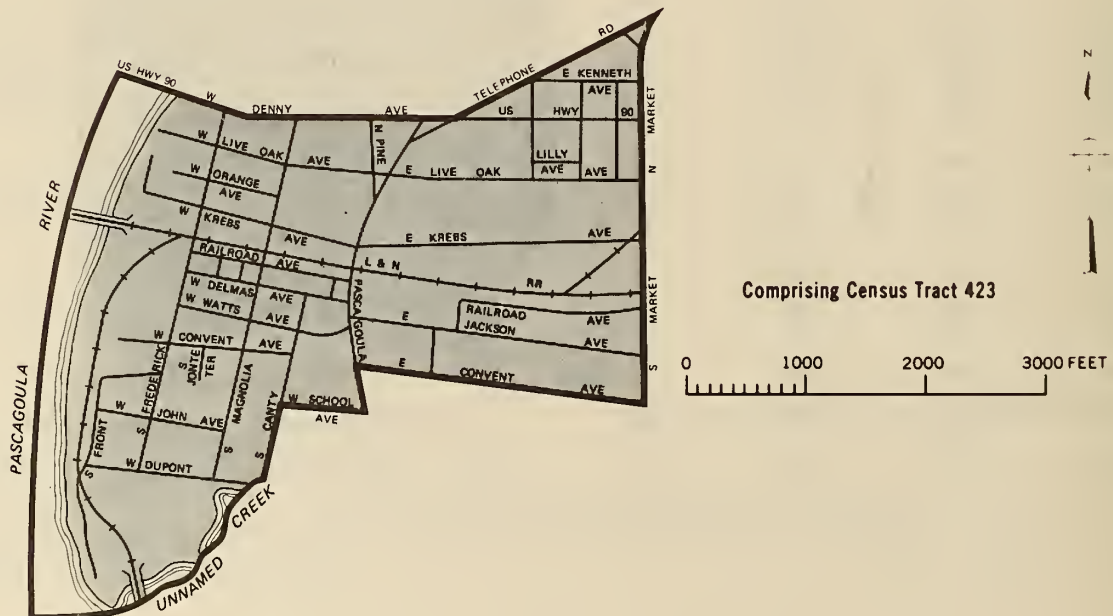 TELEPHONE RD
E KENNETH AVE
US HWY 90
W DENNY AVE
US HWY 90
N MARKET
N PINE
W LIVE OAK AVE
LILLY AVE
E LIVE OAK AVE
W ORANGE AVE
RIVER
W KREBS AVE
E KREBS AVE
RAILROAD AVE
L & N RR
W DELMAS AVE
W WATTS AVE
PASCAGOULA
RAILROAD AVE
E JACKSON AVE
S MARKET
W CONVENT AVE
E CONVENT AVE
S FREDERICK
S JONTE TER
S MAGNOLIA
S CANTY
W SCHOOL AVE
W JOHN AVE
S FRONT
W DUPONT
PASCAGOULA
UNNAMED CREEK
N
Comprising Census Tract 423
0 1000 2000 3000 FEET